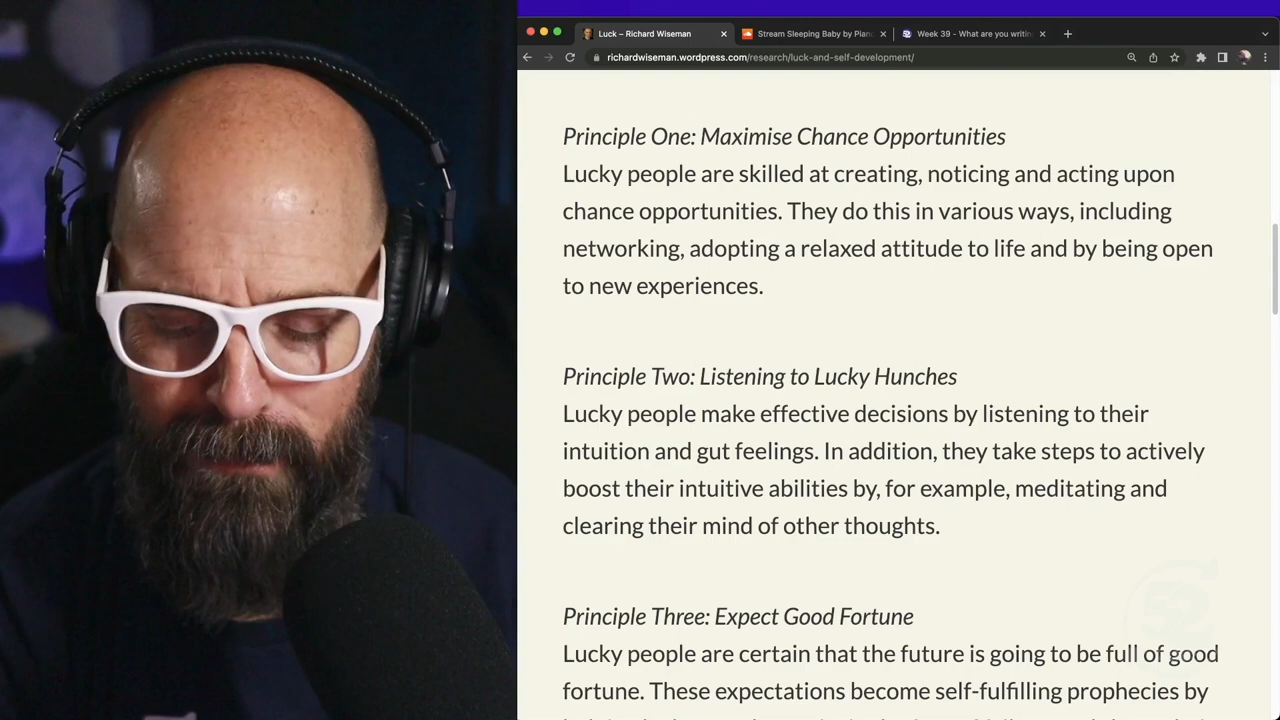 Luck – Richard Wiseman
Stream Sleeping Baby by Piano
Week 39 - What are you writin
richardwiseman.wordpress.com/research/luck-and-self-development/
Principle One: Maximise Chance Opportunities
Lucky people are skilled at creating, noticing and acting upon
chance opportunities. They do this in various ways, including
networking, adopting a relaxed attitude to life and by being open
to new experiences.
Principle Two: Listening to Lucky Hunches
Lucky people make effective decisions by listening to their
intuition and gut feelings. In addition, they take steps to actively
boost their intuitive abilities by, for example, meditating and
clearing their mind of other thoughts.
Principle Three: Expect Good Fortune
Lucky people are certain that the future is going to be full of good
fortune. These expectations become self-fulfilling prophecies by